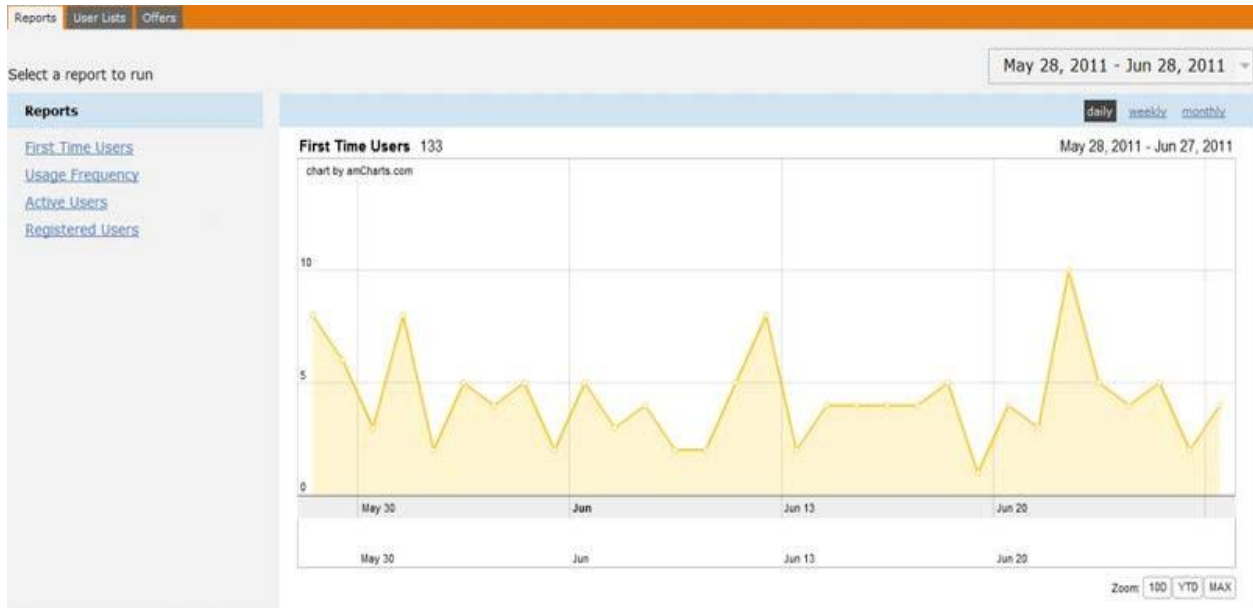 Reports User Lists Offers
May 28, 2011 - Jun 28, 2011
Select a report to run
Reports
daily weekly monthly
First Time Users
Usage Frequency
Active Users
Registered Users
First Time Users 133
May 28, 2011 - Jun 27, 2011
chart by amCharts.com
10
5
0
May 30 Jun Jun 13 Jun 20
May 30 Jun Jun 13 Jun 20
Zoom: 10D YTD MAX